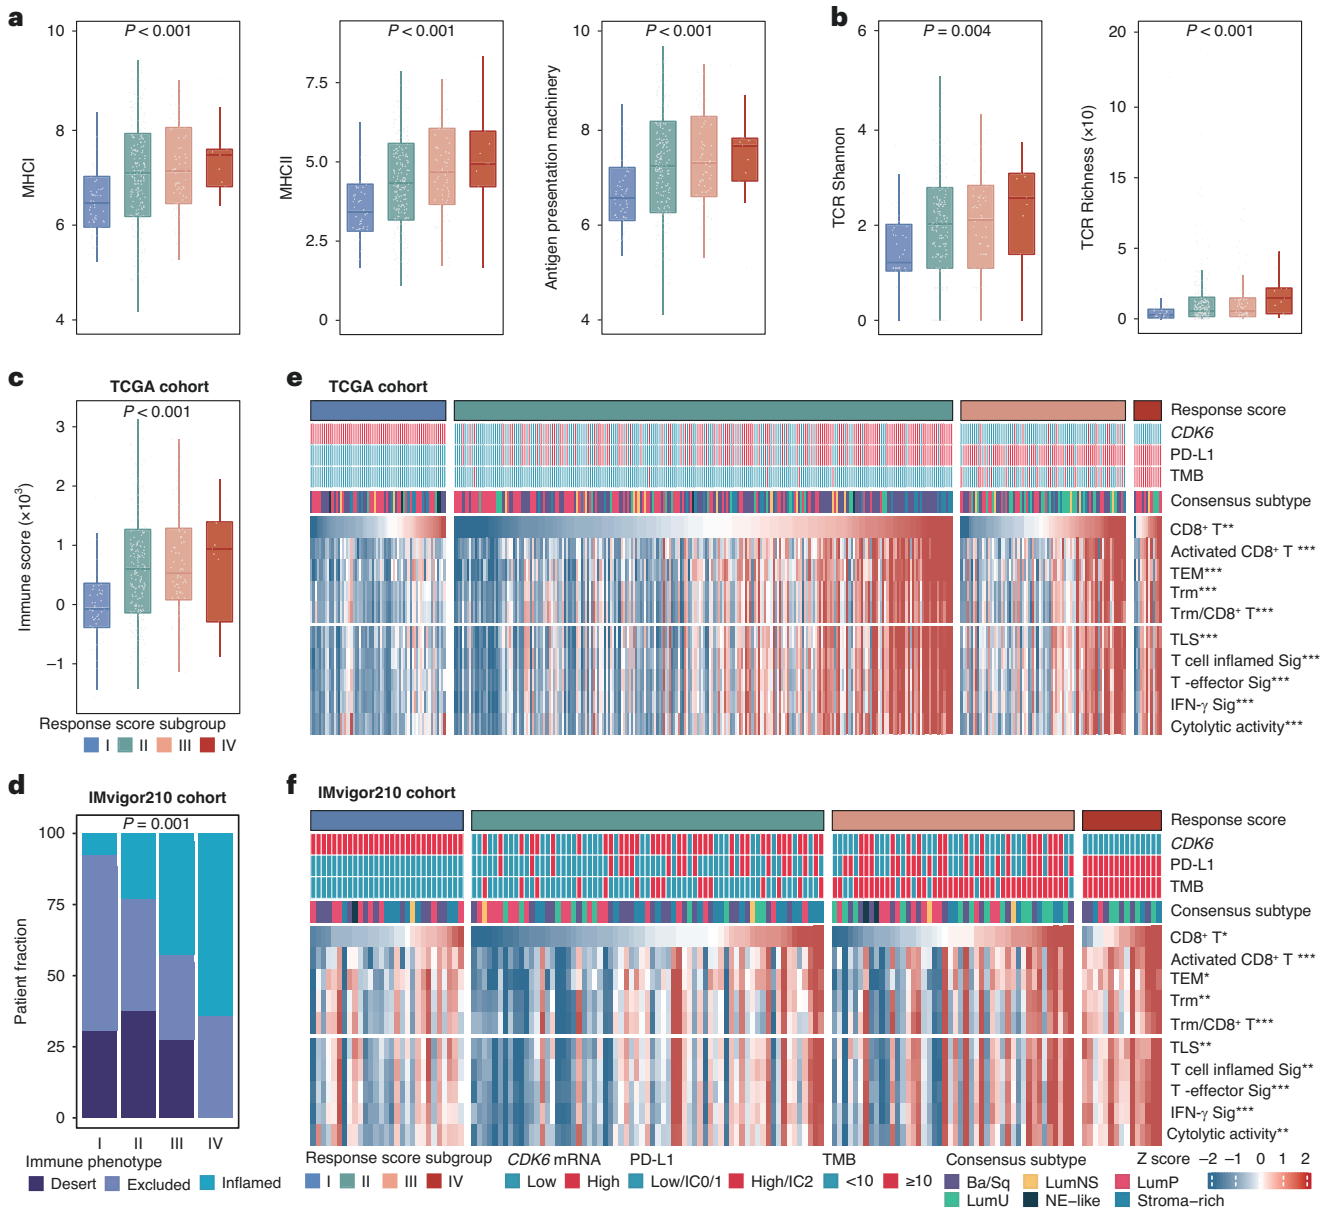 a
P < 0.001
MHCI
10
8
6
4
P < 0.001
MHCII
7.5
5.0
2.5
0
P < 0.001
Antigen presentation machinery
10
8
6
4
b
P = 0.004
TCR Shannon
6
4
2
0
P < 0.001
TCR Richness (×10)
20
10
15
5
0
c
TCGA cohort
P < 0.001
Immune score (×10³)
3
2
1
0
−1
Response score subgroup
I II III IV
d
IMvigor210 cohort
P = 0.001
Patient fraction
100
75
50
25
0
I II III IV
Immune phenotype
Desert Excluded Inflamed
e
TCGA cohort
Response score
CDK6
PD-L1
TMB
Consensus subtype
CD8⁺ T**
Activated CD8⁺ T ***
TEM***
Trm***
Trm/CD8⁺ T***
TLS***
T cell inflamed Sig***
T -effector Sig***
IFN-γ Sig***
Cytolytic activity***
f
IMvigor210 cohort
Response score
CDK6
PD-L1
TMB
Consensus subtype
CD8⁺ T*
Activated CD8⁺ T ***
TEM*
Trm**
Trm/CD8⁺ T***
TLS**
T cell inflamed Sig**
T -effector Sig***
IFN-γ Sig***
Cytolytic activity**
Response score subgroup
I II III IV
CDK6 mRNA
Low High
PD-L1
Low/IC0/1 High/IC2
TMB
<10 ≥10
Consensus subtype
Ba/Sq LumNS LumP
LumU NE-like Stroma-rich
Z score
−2 −1 0 1 2